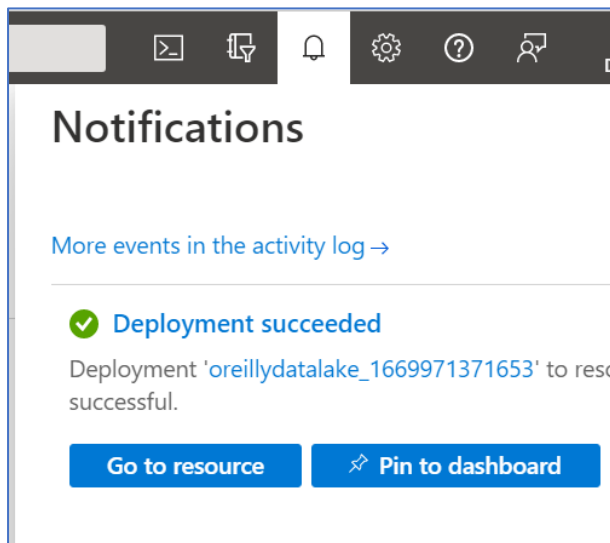 Notifications
More events in the activity log →
Deployment succeeded
Deployment 'oreillydatalake_1669971371653' to
successful.
Go to resource
Pin to dashboard